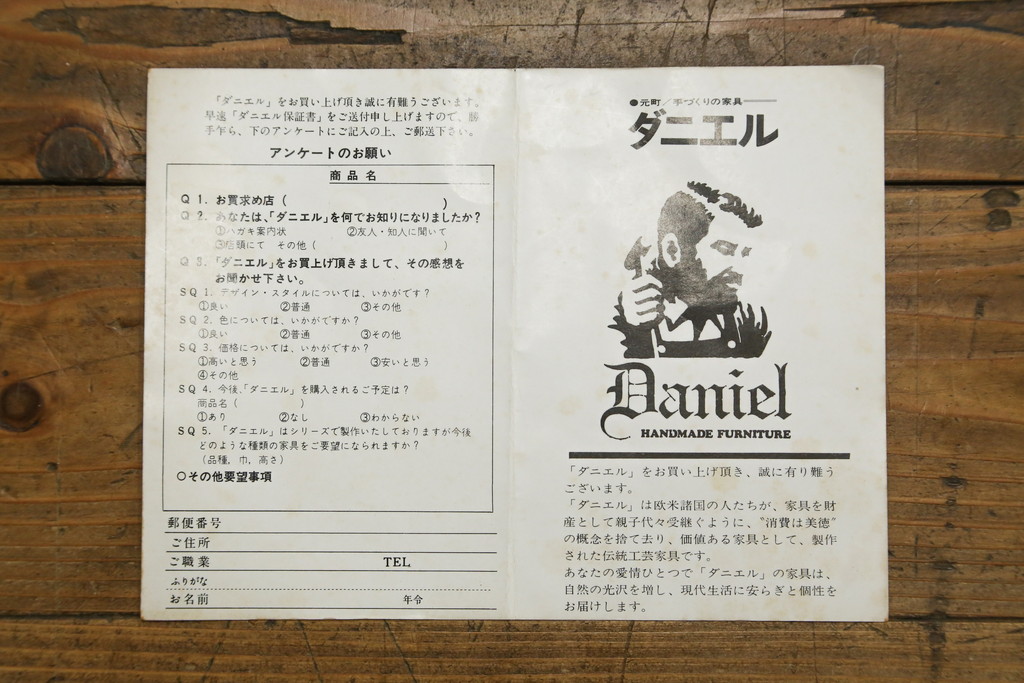 「ダニエル」をお買い上げ頂き誠に有難うございます。
早速「ダニエル保証書」をご送付申し上げますので、勝
手乍ら、下のアンケートにご記入の上、ご郵送下さい。
アンケートのお願い
商品名
Q 1. お買求め店（　　　）
Q 2. あなたは、「ダニエル」を何でお知りになりましたか？
①ハガキ案内状　②友人・知人に聞いて
③店頭にて　その他（　　　）
Q 3. 「ダニエル」をお買上げ頂きまして、その感想を
お聞かせ下さい。
SQ 1. デザイン・スタイルについては、いかがです？
①良い　②普通　③その他
SQ 2. 色については、いかがですか？
①良い　②普通　③その他
SQ 3. 価格については、いかがですか？
①高いと思う　②普通　③安いと思う
④その他
SQ 4. 今後、「ダニエル」を購入されるご予定は？
商品名（　　　）
①あり　②なし　③わからない
SQ 5. 「ダニエル」はシリーズで製作いたしておりますが今後
どのような種類の家具をご要望になられますか？
（品種，巾，高さ）
○その他要望事項
郵便番号
ご住所
ご職業　TEL
ふりがな
お名前　年令
●元町／手づくりの家具
ダニエル
Daniel
HANDMADE FURNITURE
「ダニエル」をお買い上げ頂き、誠に有り難う
ございます。
「ダニエル」は欧米諸国の人たちが、家具を財
産として親子代々受継ぐように、〝消費は美徳〟
の概念を捨て去り、価値ある家具として、製作
された伝統工芸家具です。
あなたの愛情ひとつで「ダニエル」の家具は、
自然の光沢を増し、現代生活に安らぎと個性を
お届けします。